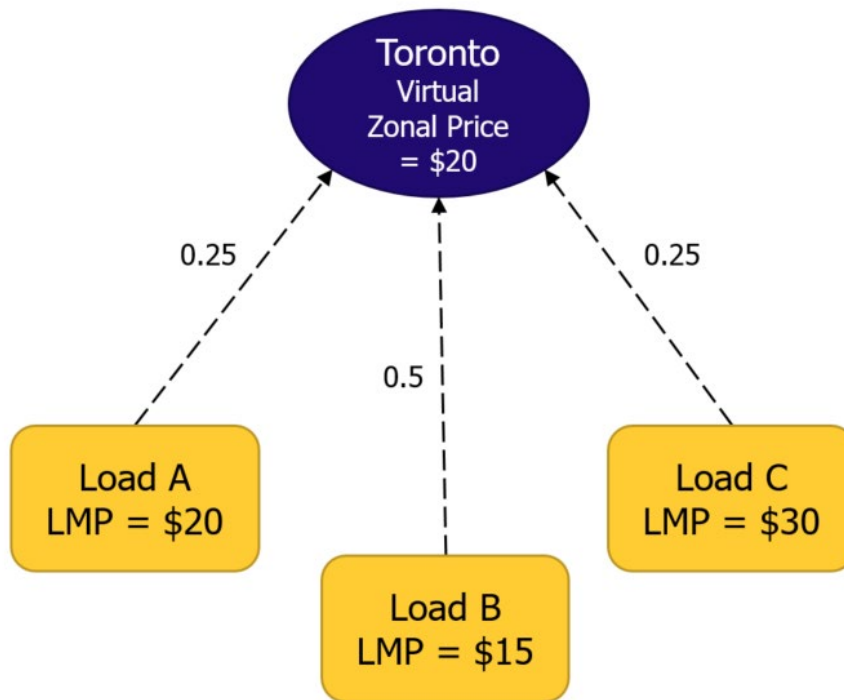 Toronto
Virtual
Zonal Price
= $20
0.25
0.25
0.5
Load A
LMP = $20
Load C
LMP = $30
Load B
LMP = $15